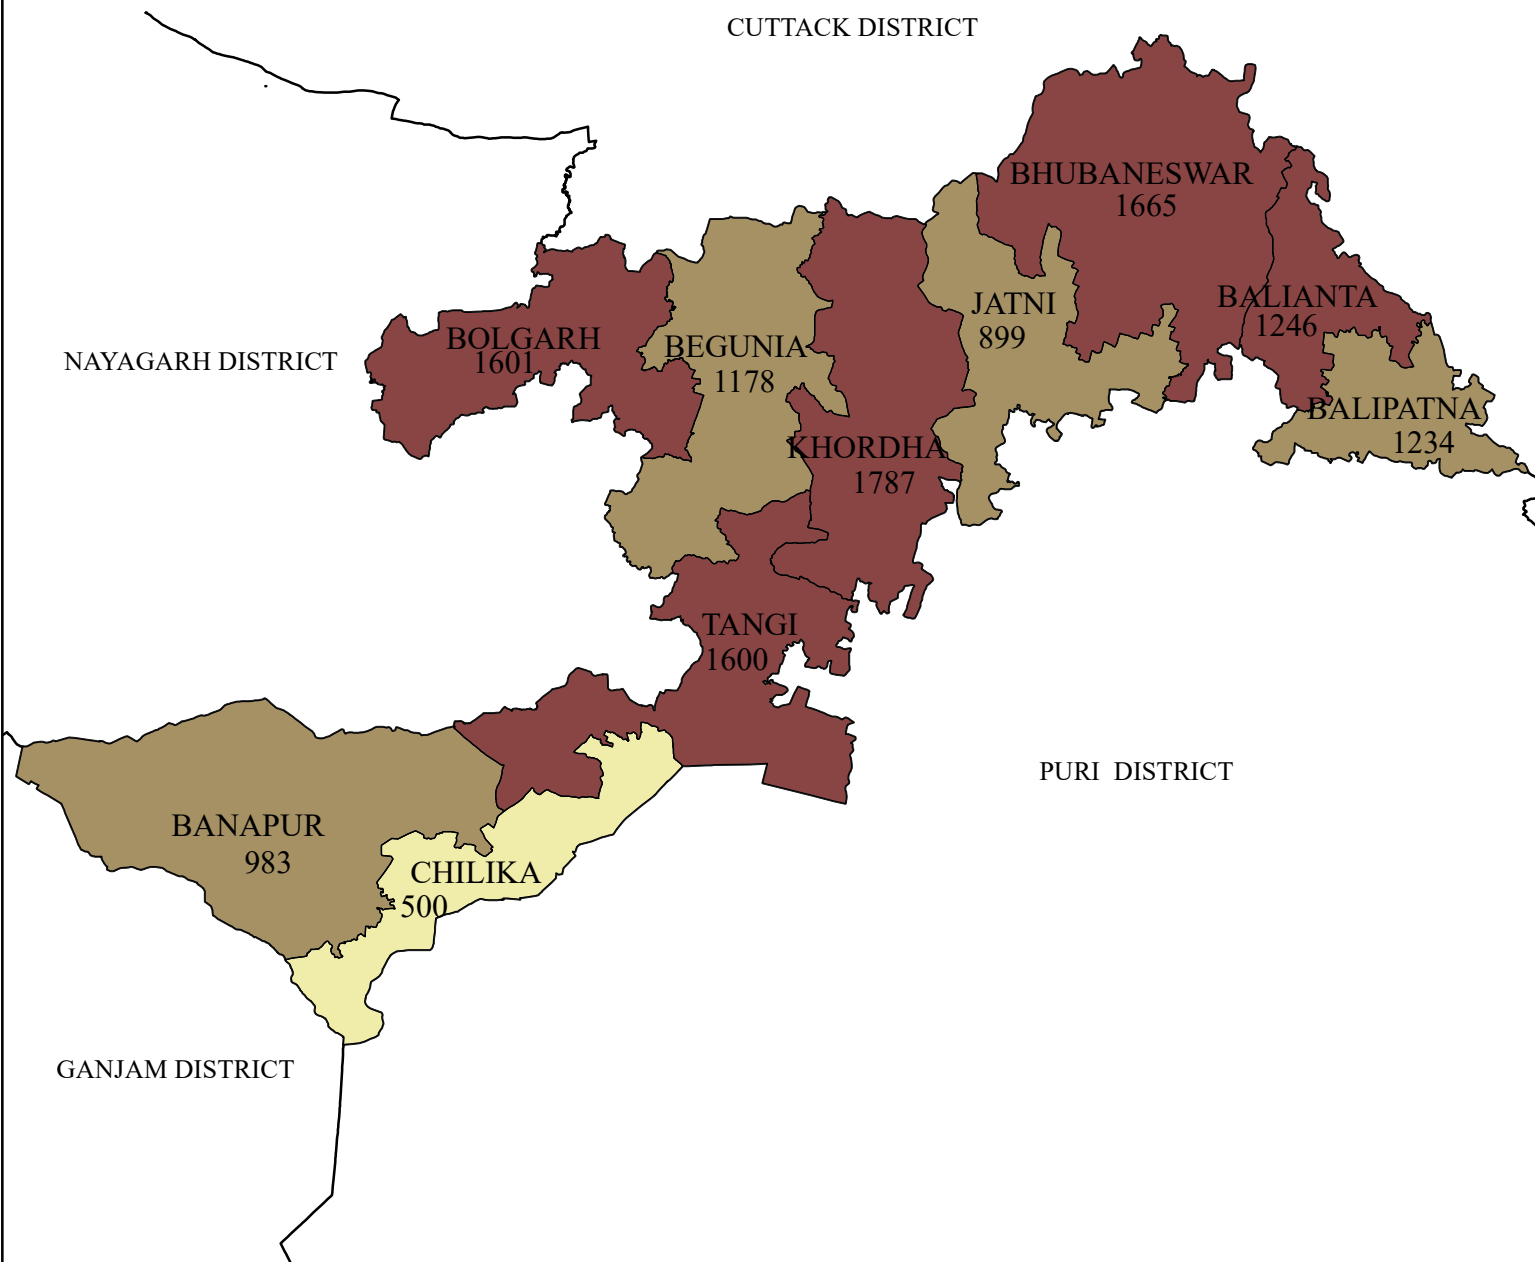 CUTTACK DISTRICT
BHUBANESWAR
1665
BALIANTA
1246
JATNI
899
BOLGARH
1601
BEGUNIA
1178
NAYAGARH DISTRICT
BALIPATNA
1234
KHORDHA
1787
TANGI
1600
PURI DISTRICT
BANAPUR
983
CHILIKA
500
GANJAM DISTRICT